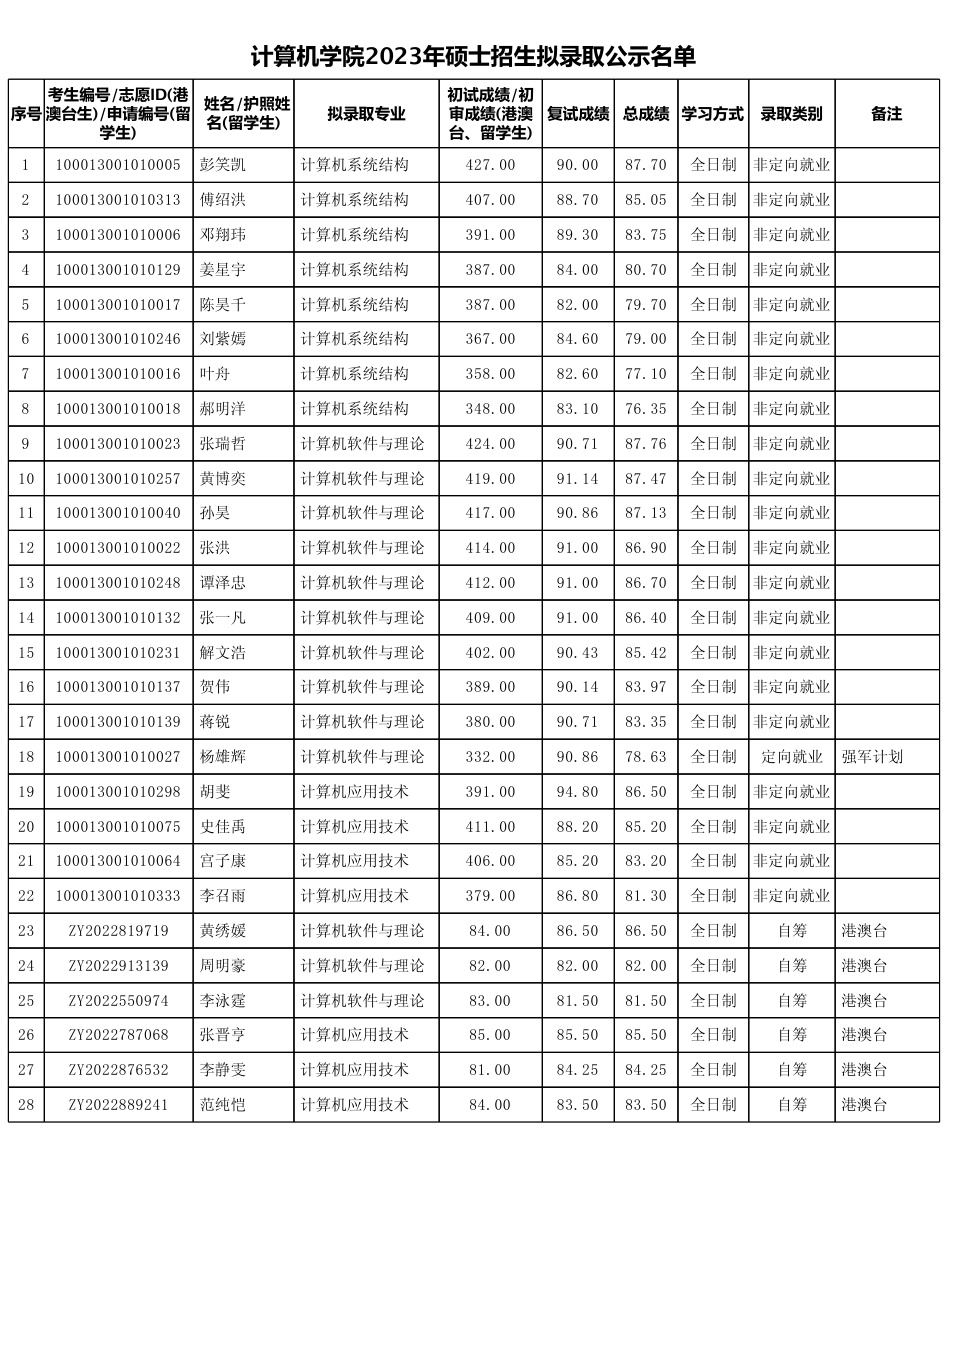 计算机学院2023年硕士招生拟录取公示名单
序号 考生编号/志愿ID(港澳台生)/申请编号(留学生) 姓名/护照姓名(留学生) 拟录取专业 初试成绩/初审成绩(港澳台、留学生) 复试成绩 总成绩 学习方式 录取类别 备注
1 100013001010005 彭笑凯 计算机系统结构 427.00 90.00 87.70 全日制 非定向就业
2 100013001010313 傅绍洪 计算机系统结构 407.00 88.70 85.05 全日制 非定向就业
3 100013001010006 邓翔玮 计算机系统结构 391.00 89.30 83.75 全日制 非定向就业
4 100013001010129 姜星宇 计算机系统结构 387.00 84.00 80.70 全日制 非定向就业
5 100013001010017 陈昊千 计算机系统结构 387.00 82.00 79.70 全日制 非定向就业
6 100013001010246 刘紫嫣 计算机系统结构 367.00 84.60 79.00 全日制 非定向就业
7 100013001010016 叶舟 计算机系统结构 358.00 82.60 77.10 全日制 非定向就业
8 100013001010018 郝明洋 计算机系统结构 348.00 83.10 76.35 全日制 非定向就业
9 100013001010023 张瑞哲 计算机软件与理论 424.00 90.71 87.76 全日制 非定向就业
10 100013001010257 黄博奕 计算机软件与理论 419.00 91.14 87.47 全日制 非定向就业
11 100013001010040 孙昊 计算机软件与理论 417.00 90.86 87.13 全日制 非定向就业
12 100013001010022 张洪 计算机软件与理论 414.00 91.00 86.90 全日制 非定向就业
13 100013001010248 谭泽忠 计算机软件与理论 412.00 91.00 86.70 全日制 非定向就业
14 100013001010132 张一凡 计算机软件与理论 409.00 91.00 86.40 全日制 非定向就业
15 100013001010231 解文浩 计算机软件与理论 402.00 90.43 85.42 全日制 非定向就业
16 100013001010137 贺伟 计算机软件与理论 389.00 90.14 83.97 全日制 非定向就业
17 100013001010139 蒋锐 计算机软件与理论 380.00 90.71 83.35 全日制 非定向就业
18 100013001010027 杨雄辉 计算机软件与理论 332.00 90.86 78.63 全日制 定向就业 强军计划
19 100013001010298 胡斐 计算机应用技术 391.00 94.80 86.50 全日制 非定向就业
20 100013001010075 史佳禹 计算机应用技术 411.00 88.20 85.20 全日制 非定向就业
21 100013001010064 宫子康 计算机应用技术 406.00 85.20 83.20 全日制 非定向就业
22 100013001010333 李召雨 计算机应用技术 379.00 86.80 81.30 全日制 非定向就业
23 ZY2022819719 黄绣媛 计算机软件与理论 84.00 86.50 86.50 全日制 自筹 港澳台
24 ZY2022913139 周明豪 计算机软件与理论 82.00 82.00 82.00 全日制 自筹 港澳台
25 ZY2022550974 李泳霆 计算机软件与理论 83.00 81.50 81.50 全日制 自筹 港澳台
26 ZY2022787068 张晋亨 计算机应用技术 85.00 85.50 85.50 全日制 自筹 港澳台
27 ZY2022876532 李静雯 计算机应用技术 81.00 84.25 84.25 全日制 自筹 港澳台
28 ZY2022889241 范纯恺 计算机应用技术 84.00 83.50 83.50 全日制 自筹 港澳台